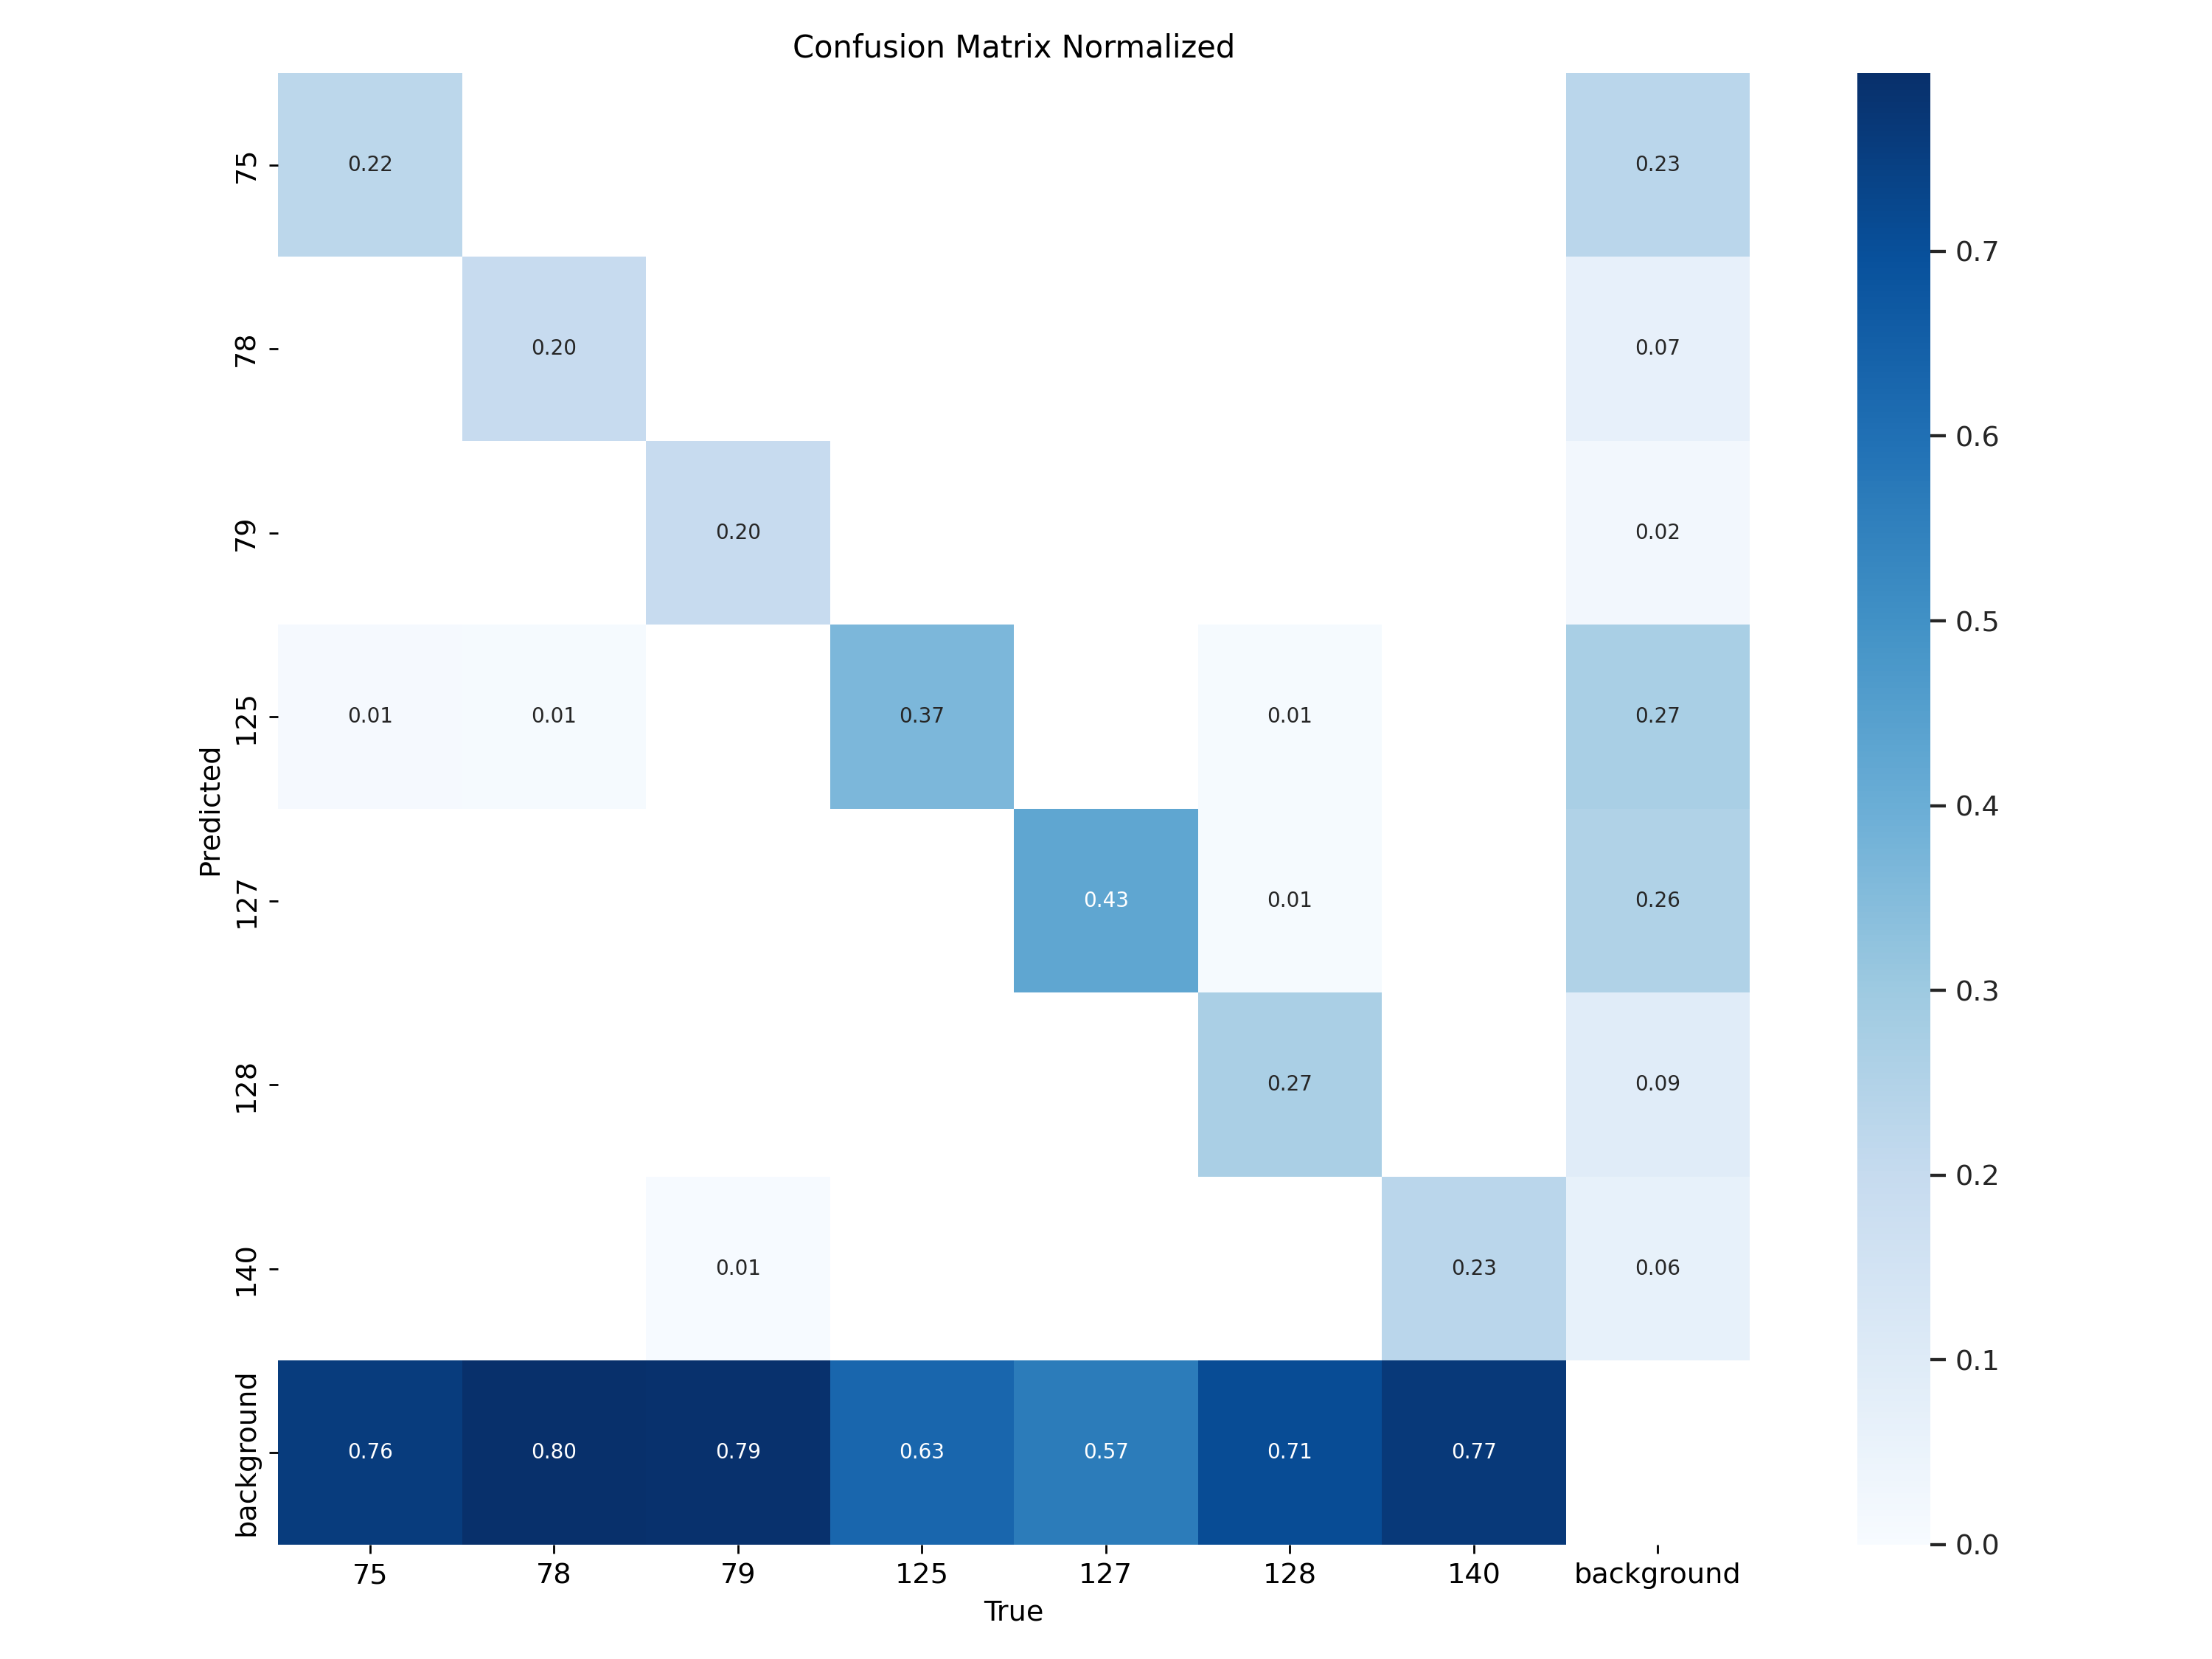 Confusion Matrix Normalized
75 0.22 0.23
78 0.20 0.07
79 0.20 0.02
125 0.01 0.01 0.37 0.01 0.27
127 0.43 0.01 0.26
128 0.27 0.09
140 0.01 0.23 0.06
background 0.76 0.80 0.79 0.63 0.57 0.71 0.77
75 78 79 125 127 128 140 background
True
Predicted
0.7
0.6
0.5
0.4
0.3
0.2
0.1
0.0